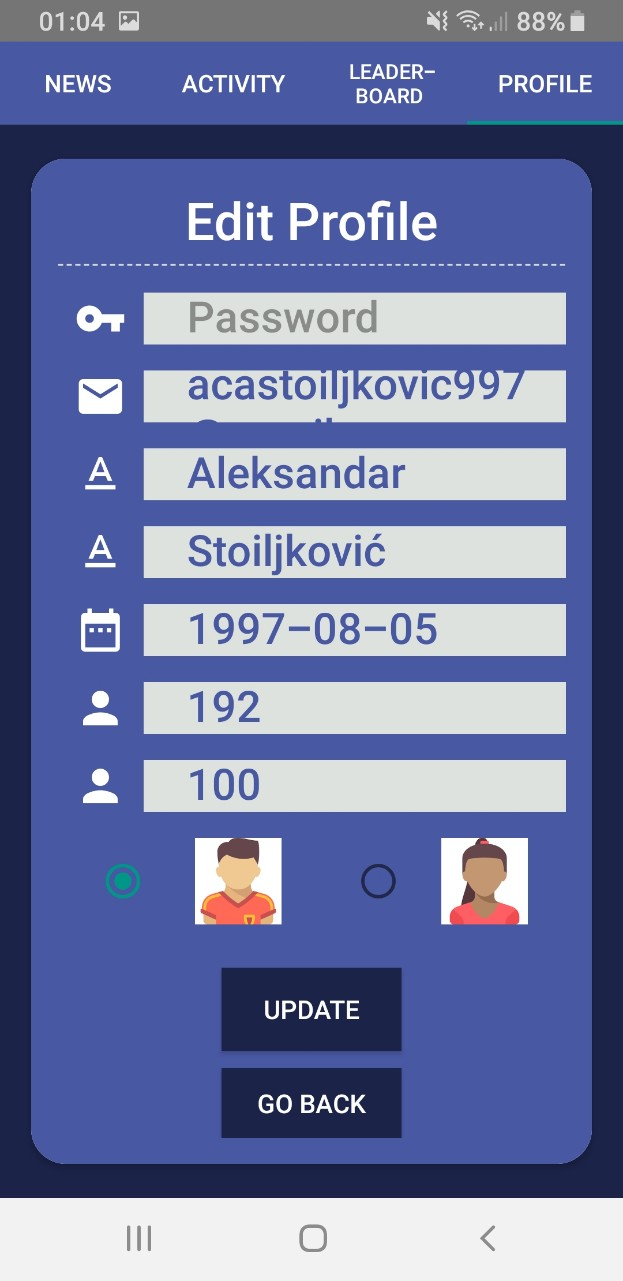 01:04 88%
NEWS ACTIVITY LEADER-
BOARD PROFILE
Edit Profile
Password
acastoiljkovic997
Aleksandar
Stoiljković
1997-08-05
192
100
UPDATE
GO BACK